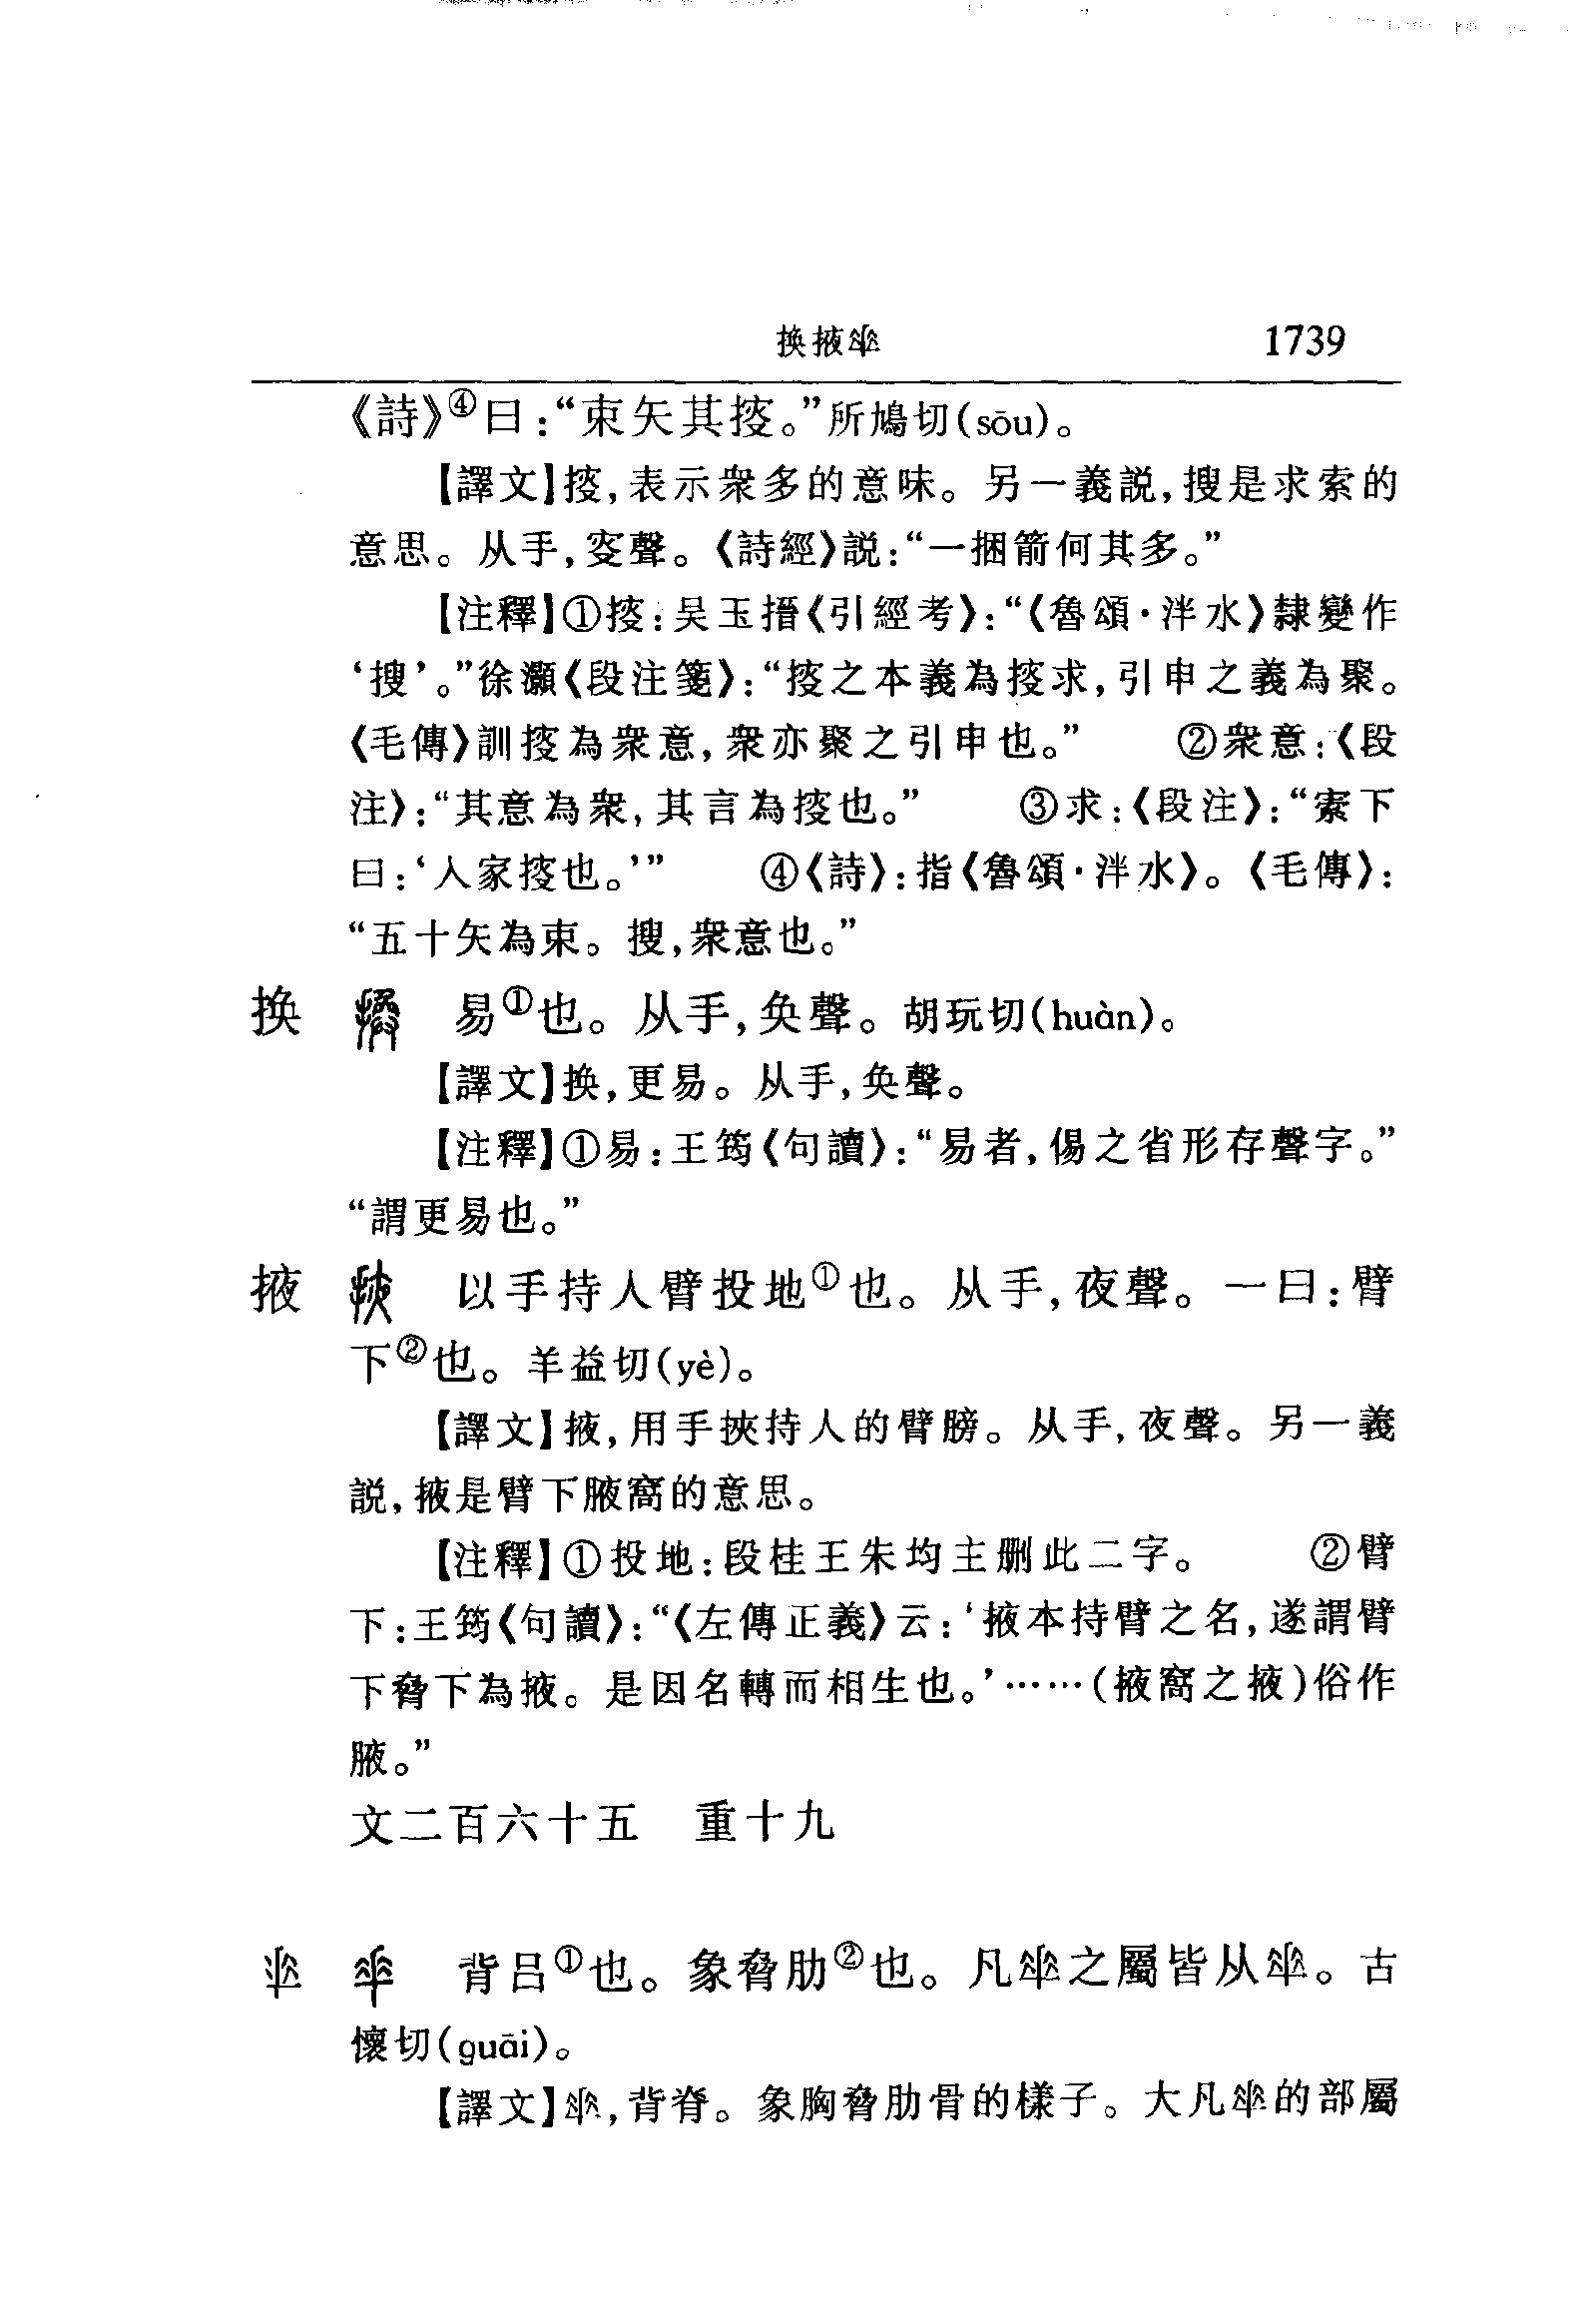 换掖𠦬 1739
《詩》④曰：“束矢其㨃。”所鳩切(sōu)。
【譯文】㨃，表示衆多的意味。另一義説，搜是求索的
意思。从手，叜聲。《詩經》説：“一捆箭何其多。”
【注釋】①㨃：吴玉搢《引經考》：“《魯頌·泮水》隸變作
‘搜’。”徐灝《段注箋》：“㨃之本義為㨃求，引申之義為聚。
《毛傳》訓㨃為衆意，衆亦聚之引申也。” ②衆意：《段
注》：“其意為衆，其言為㨃也。” ③求：《段注》：“索下
曰：‘入家㨃也。’” ④《詩》：指《魯頌·泮水》。《毛傳》：
“五十矢為束。搜，衆意也。”
换 易①也。从手，奂聲。胡玩切(huàn)。
【譯文】换，更易。从手，奂聲。
【注釋】①易：王筠《句讀》：“易者，傷之省形存聲字。”
“謂更易也。”
掖 以手持人臂投地①也。从手，夜聲。一曰：臂
下②也。羊益切(yè)。
【譯文】掖，用手挾持人的臂膀。从手，夜聲。另一義
説，掖是臂下腋窩的意思。
【注釋】①投地：段桂王朱均主删此二字。 ②臂
下：王筠《句讀》：“《左傳正義》云：‘掖本持臂之名，遂謂臂
下脅下為掖。是因名轉而相生也。’……(掖窩之掖)俗作
腋。”
文二百六十五 重十九
𠦬 背吕①也。象脅肋②也。凡𠦬之屬皆从𠦬。古
懷切(guāi)。
【譯文】𠦬，背脊。象胸脅肋骨的樣子。大凡𠦬的部屬